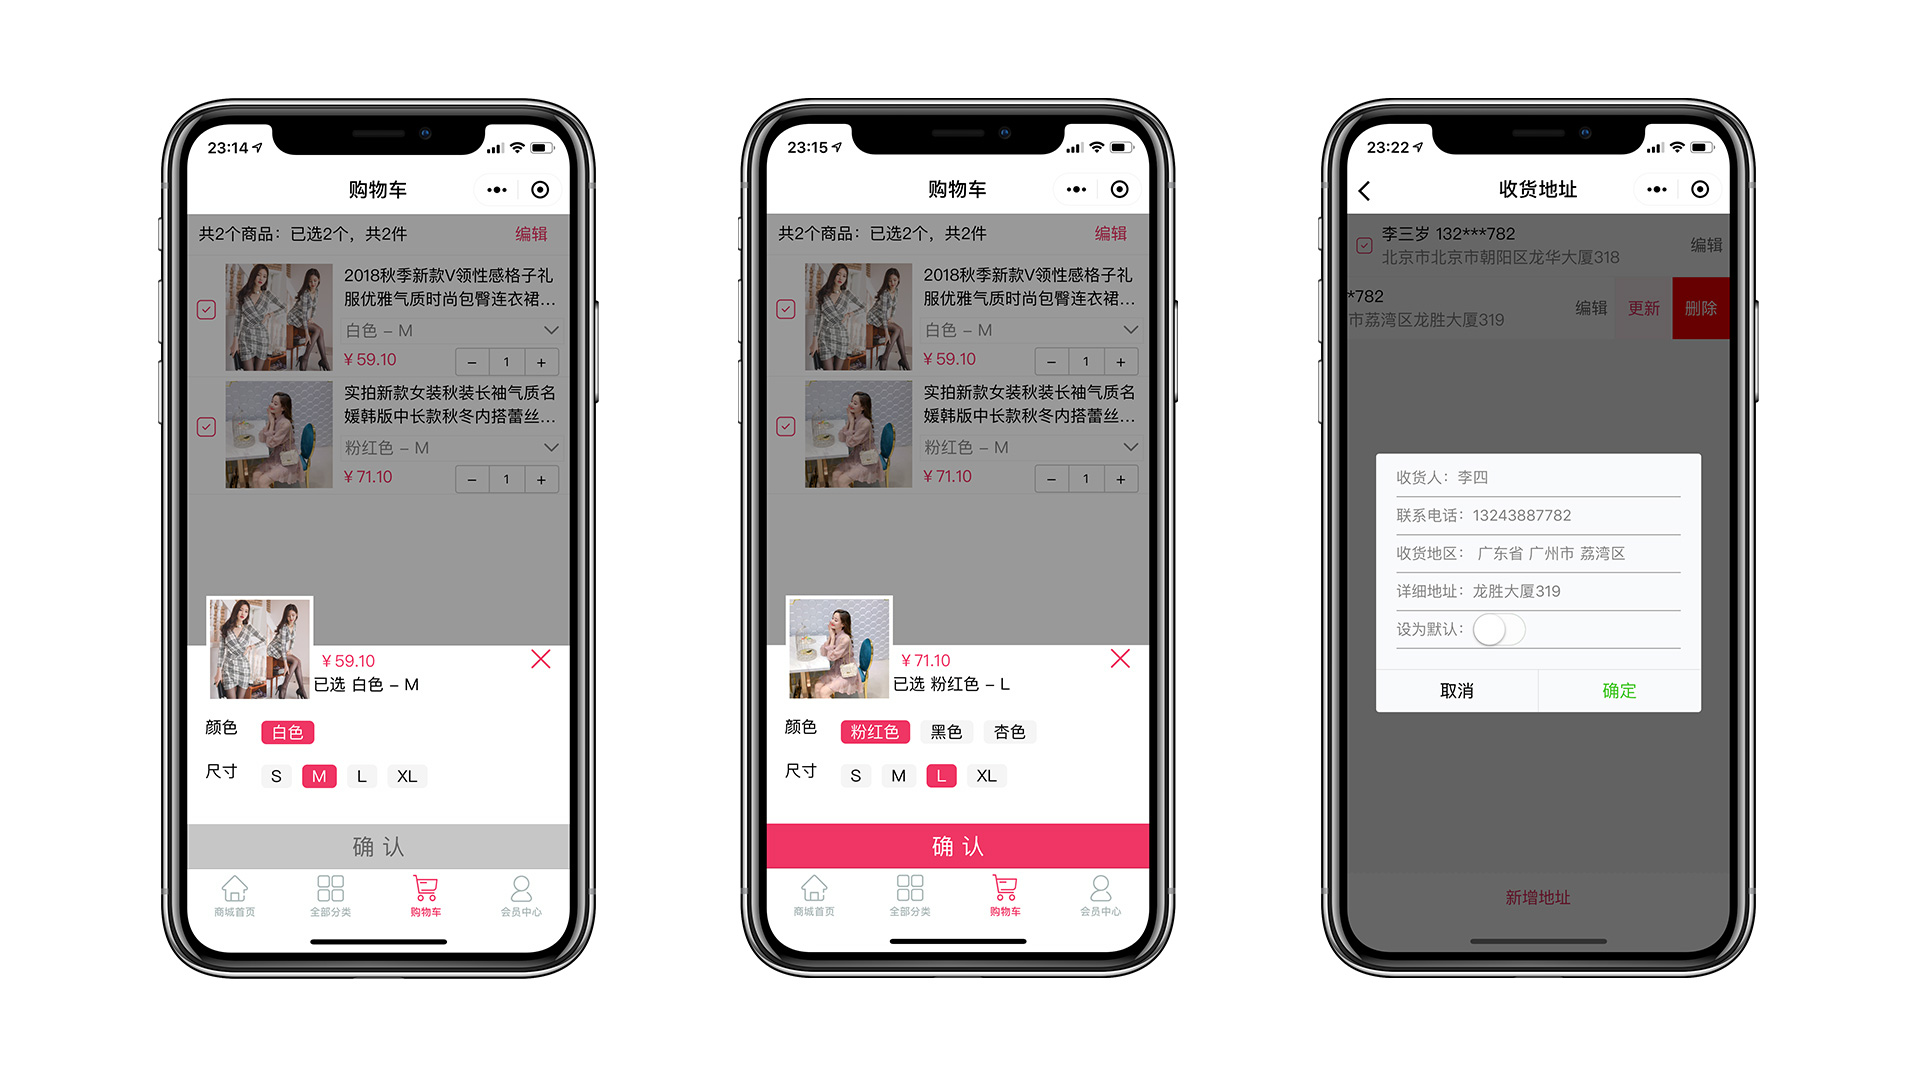 23:14
购物车
共2个商品：已选2个，共2件
编辑
2018秋季新款V领性感格子礼
服优雅气质时尚包臀连衣裙...
白色 – M
¥ 59.10
− 1 +
实拍新款女装秋装长袖气质名
媛韩版中长款秋冬内搭蕾丝...
粉红色 – M
¥ 71.10
− 1 +
¥ 59.10
已选 白色 – M
颜色 白色
尺寸 S M L XL
确 认
商城首页 全部分类 购物车 会员中心
23:15
购物车
共2个商品：已选2个，共2件
编辑
2018秋季新款V领性感格子礼
服优雅气质时尚包臀连衣裙...
白色 – M
¥ 59.10
− 1 +
实拍新款女装秋装长袖气质名
媛韩版中长款秋冬内搭蕾丝...
粉红色 – M
¥ 71.10
− 1 +
¥ 71.10
已选 粉红色 – L
颜色 粉红色 黑色 杏色
尺寸 S M L XL
确 认
商城首页 全部分类 购物车 会员中心
23:22
收货地址
李三岁 132***782
北京市北京市朝阳区龙华大厦318
编辑
*782
市荔湾区龙胜大厦319
编辑 更新 删除
收货人：李四
联系电话：13243887782
收货地区： 广东省 广州市 荔湾区
详细地址：龙胜大厦319
设为默认：
取消 确定
新增地址